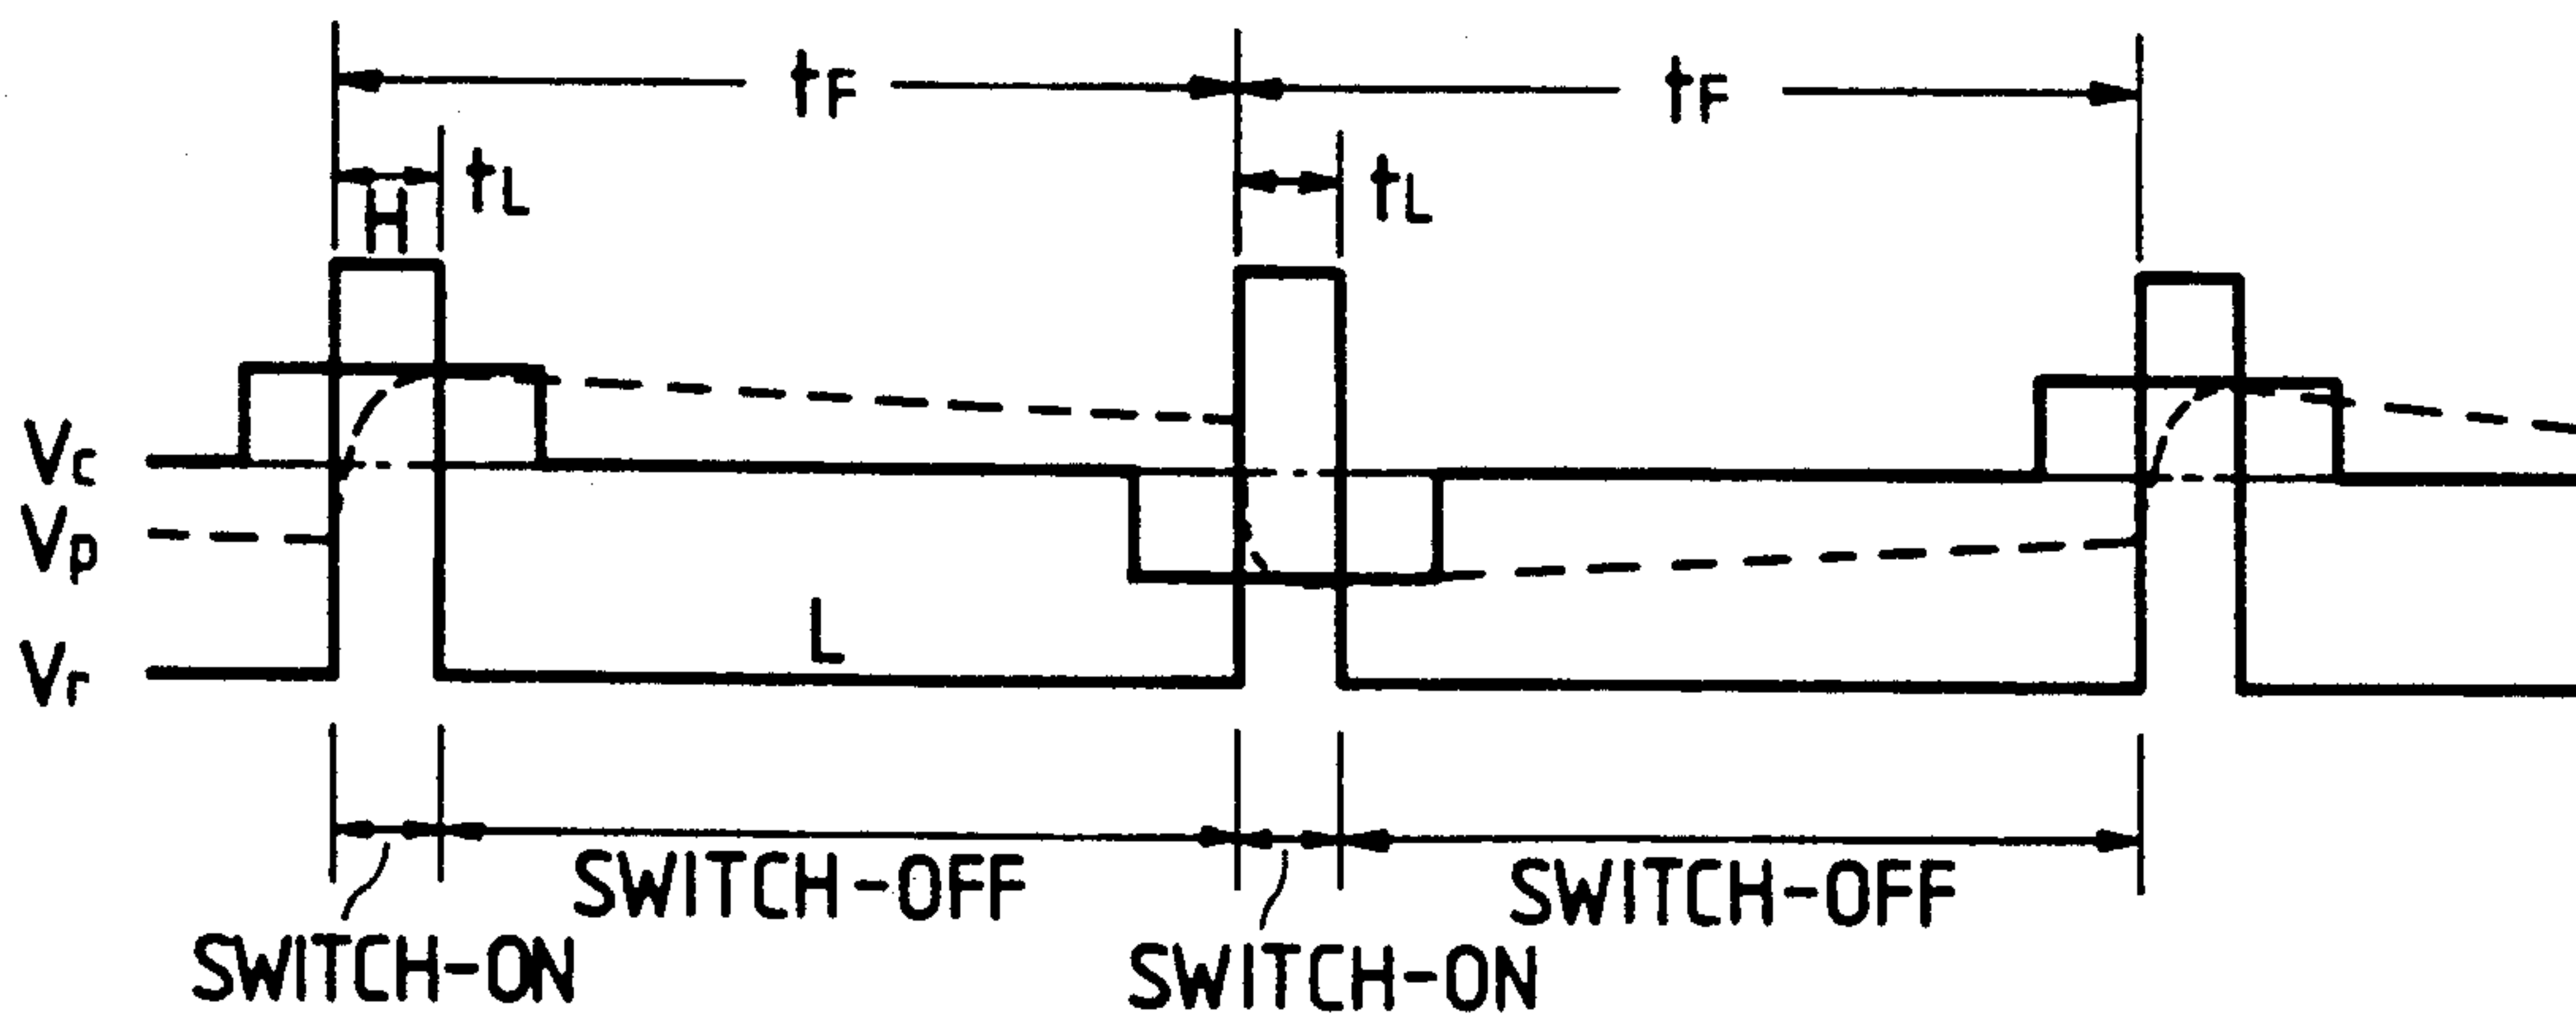 tF tF
tL tL
H
Vc
Vp
L
Vr
SWITCH-OFF SWITCH-OFF
SWITCH-ON SWITCH-ON